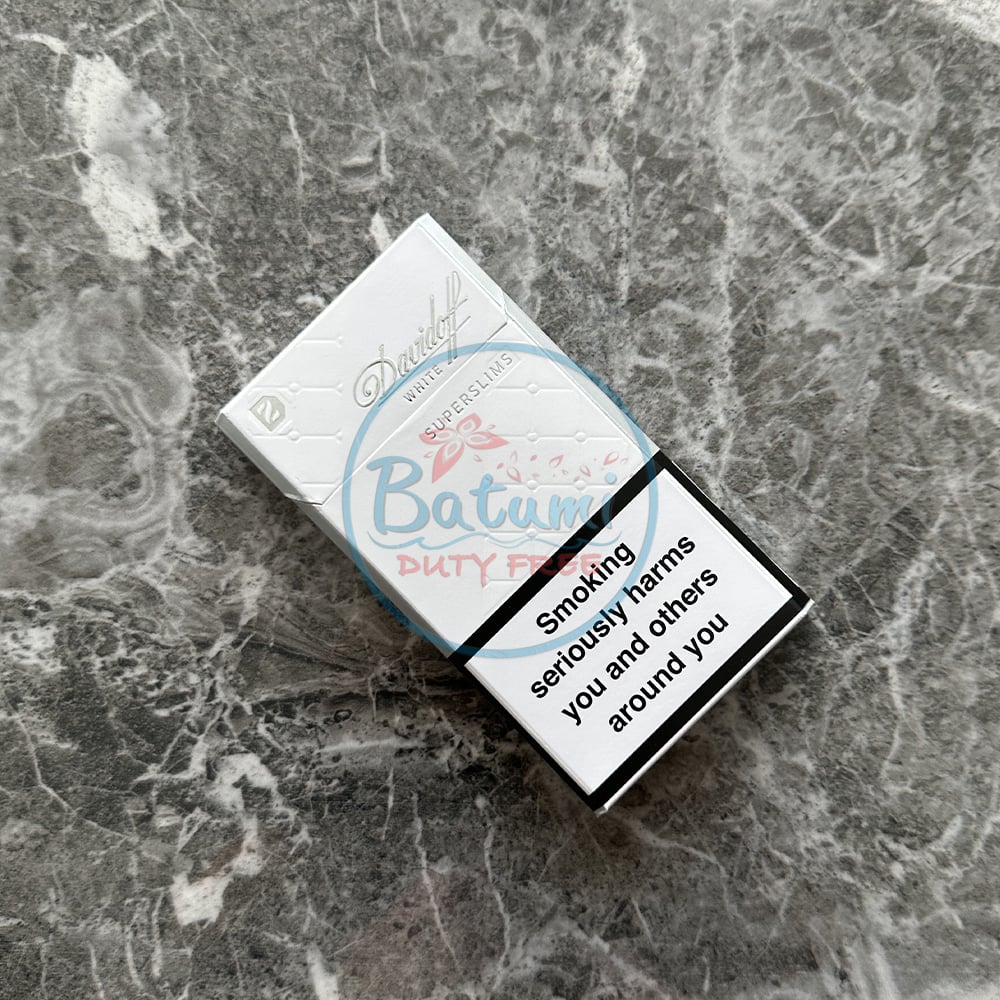 Davidoff
WHITE
SUPERSLIMS
Batumi
DUTY FREE
Smoking
seriously harms
you and others
around you